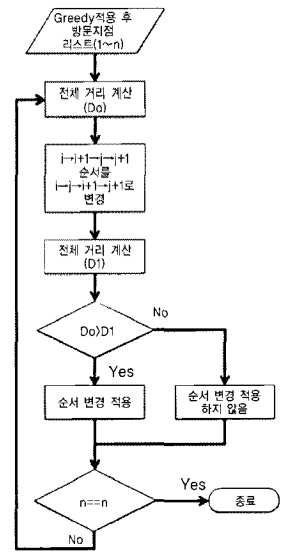 Greedy적용 후
방문지점
리스트(1~n)
전체 거리 계산
(Do)
i→i+1→j→j+1
순서를
i→j→i+1→j+1로
변경
전체 거리 계산
(D1)
Do>D1
No
Yes
순서 변경 적용
순서 변경 적용
하지 않음
n==n
Yes
종료
No